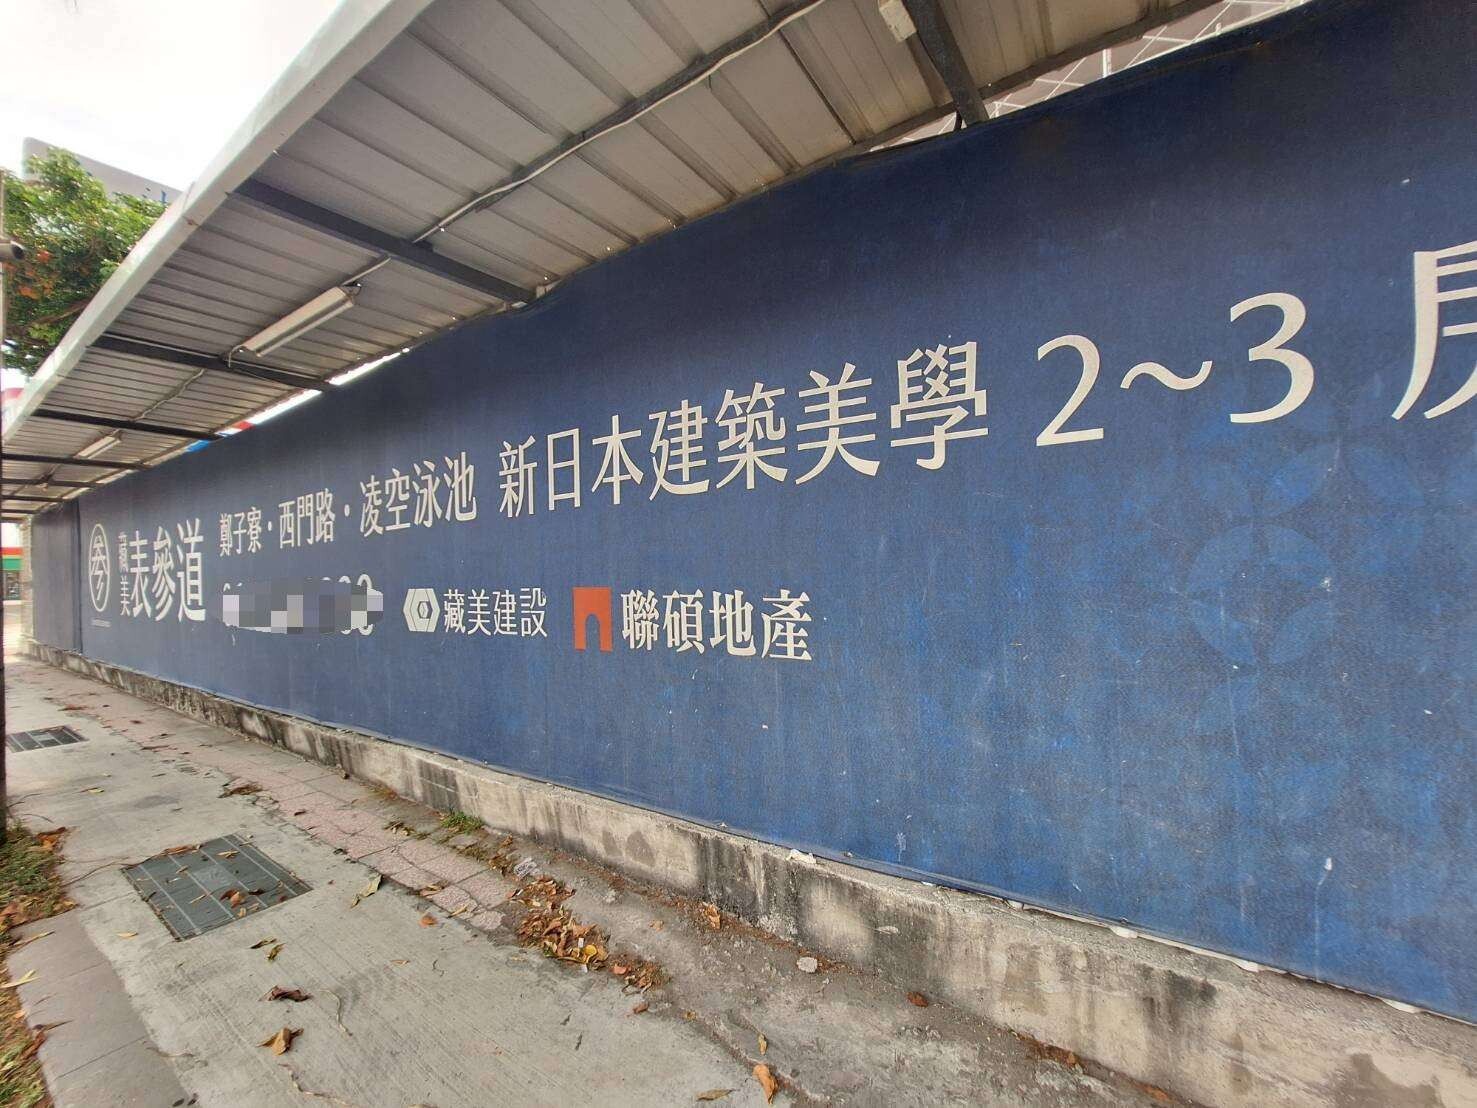 藏美
表參道
鄭子寮·西門路·凌空泳池
新日本建築美學 2~3 房
藏美建設
聯碩地產